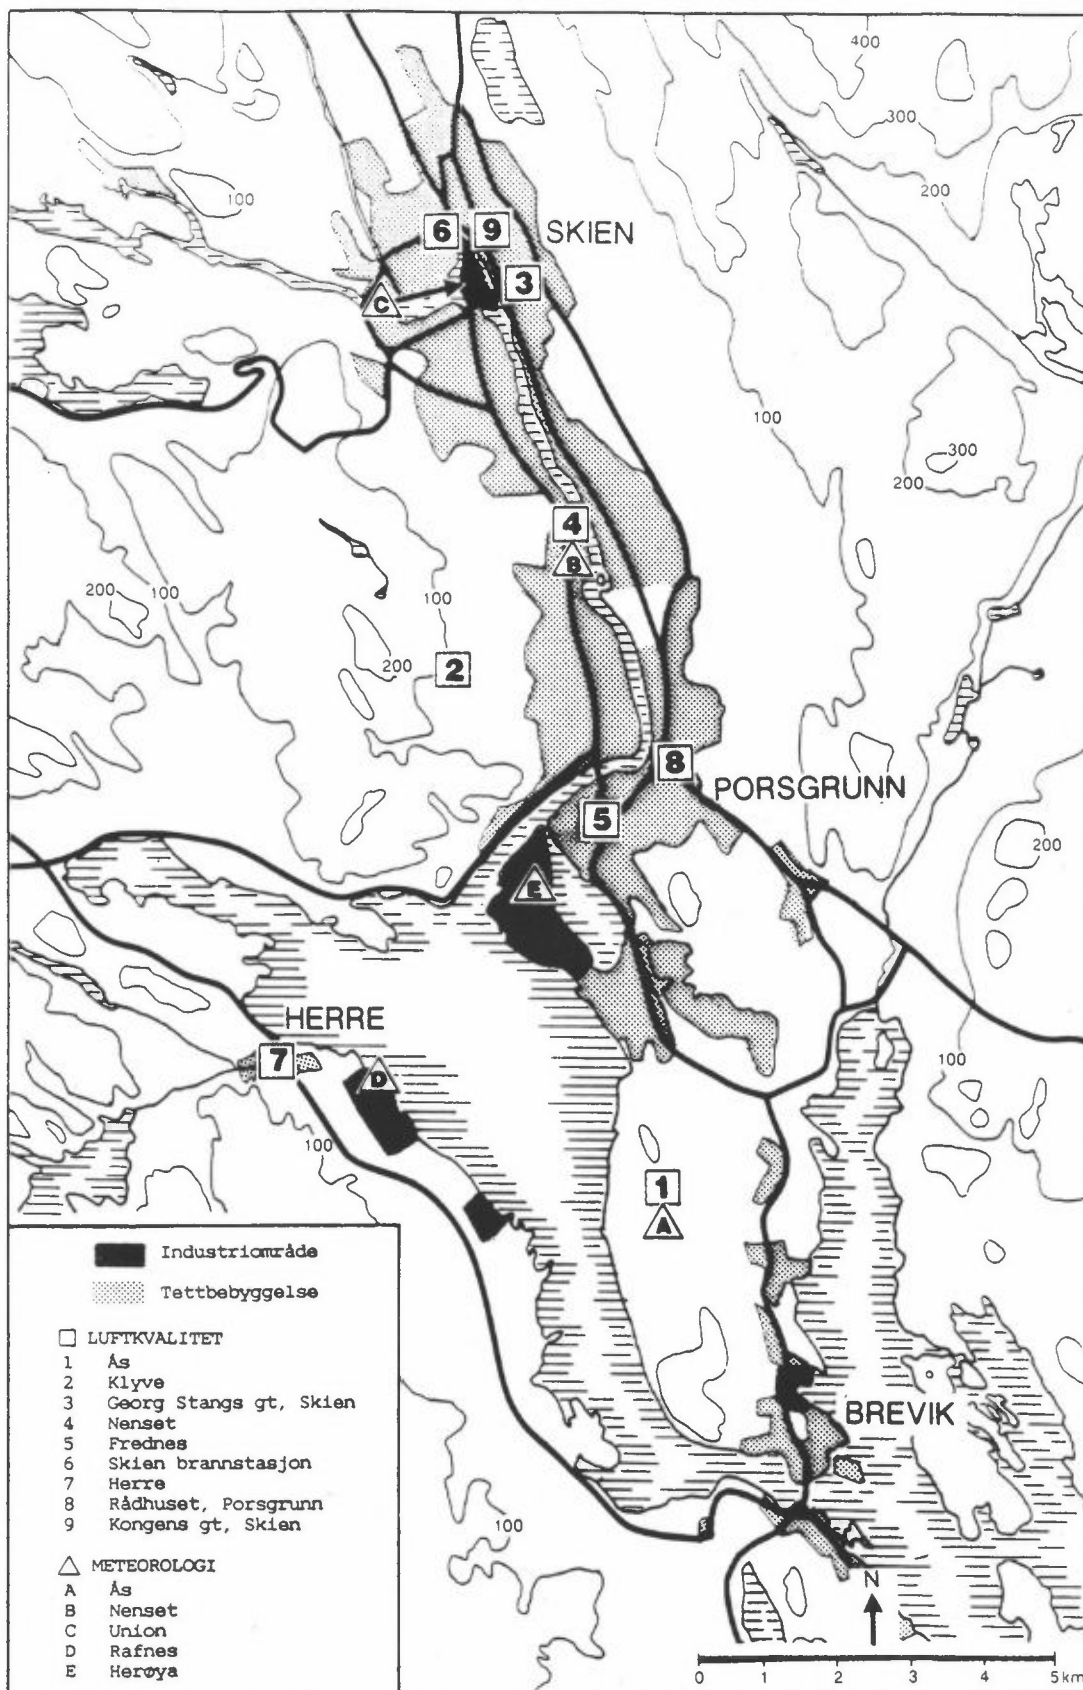 400
300
200
100
6
9
SKIEN
3
C
100
300
200
4
B
200
100
100
200
2
8
PORSGRUNN
5
200
E
HERRE
7
D
100
100
1
A
BREVIK
100
N
0 1 2 3 4 5 km
Industriområde
Tettbebyggelse
LUFTKVALITET
1 Ås
2 Klyve
3 Georg Stangs gt, Skien
4 Nenset
5 Frednes
6 Skien brannstasjon
7 Herre
8 Rådhuset, Porsgrunn
9 Kongens gt, Skien
METEOROLOGI
A Ås
B Nenset
C Union
D Rafnes
E Herøya